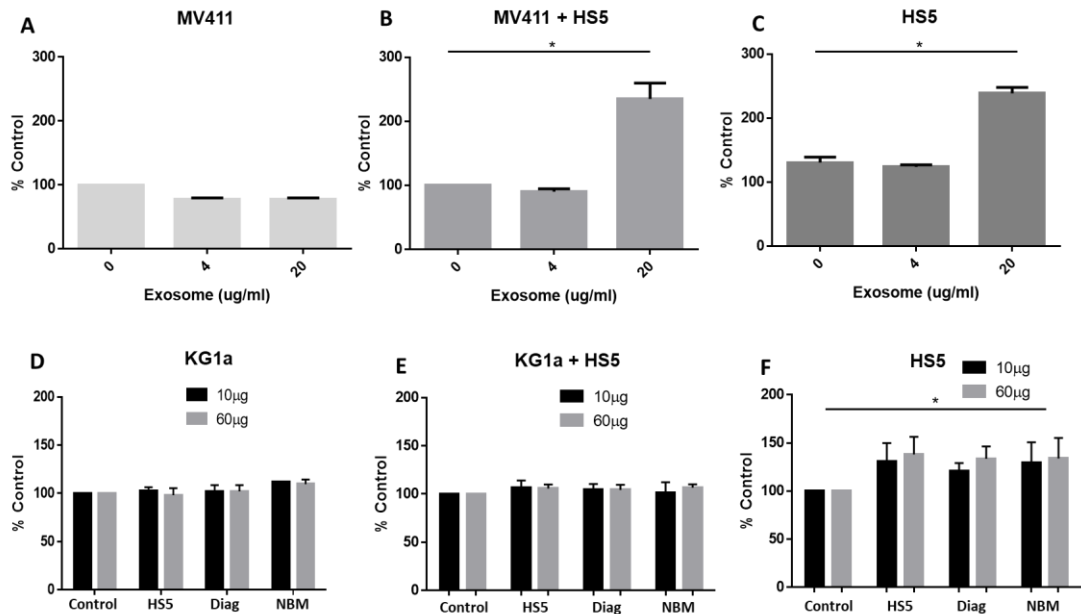 A
MV411
% Control
300
200
100
0
0
4
20
Exosome (ug/ml)
B
MV411 + HS5
*
% Control
300
200
100
0
0
4
20
Exosome (ug/ml)
C
HS5
*
% Control
300
200
100
0
0
4
20
Exosome (ug/ml)
D
KG1a
10µg
60µg
% Control
200
150
100
50
0
Control HS5 Diag NBM
E
KG1a + HS5
10µg
60µg
% Control
200
150
100
50
0
Control HS5 Diag NBM
F
HS5
10µg
60µg
*
% Control
200
150
100
50
0
Control HS5 Diag NBM